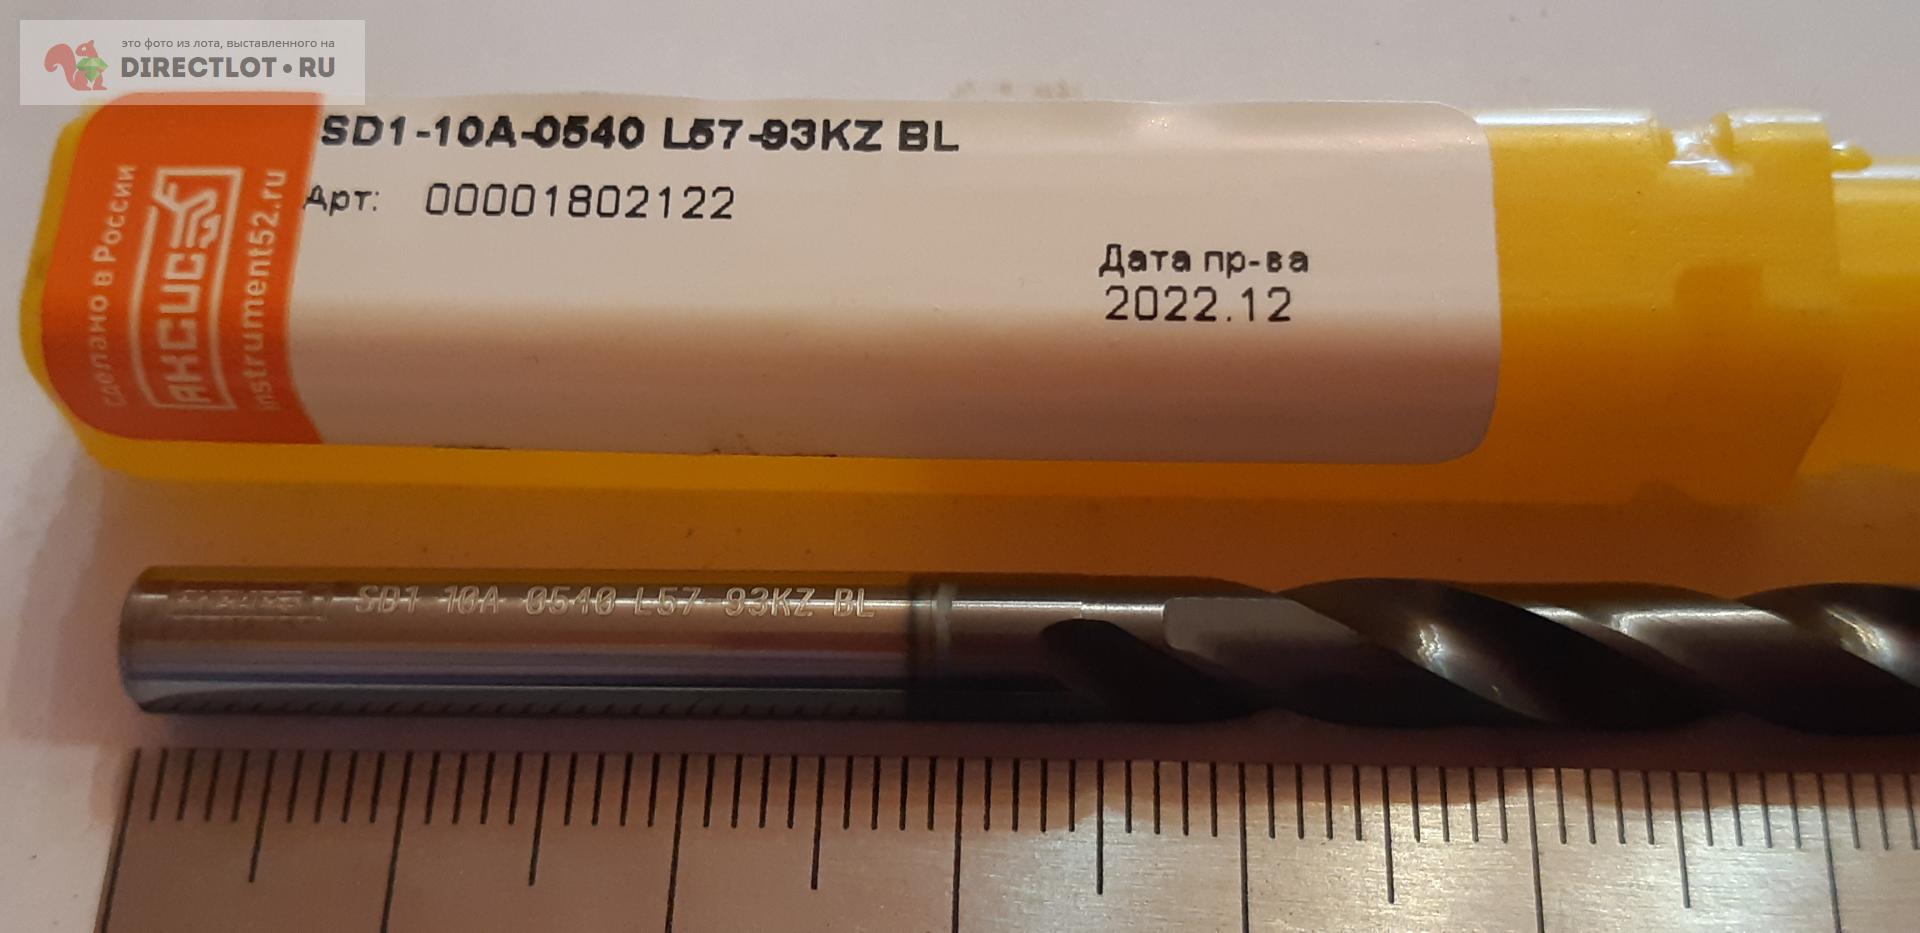 это фото из лота, выставленного на
DIRECTLOT•RU
SD1-10A-0540 L57-93KZ BL
Арт: 00001802122
Дата пр-ва
2022.12
сделано в России
АКСИС
instrument52.ru
SD1-10A-0540 L57-93KZ BL